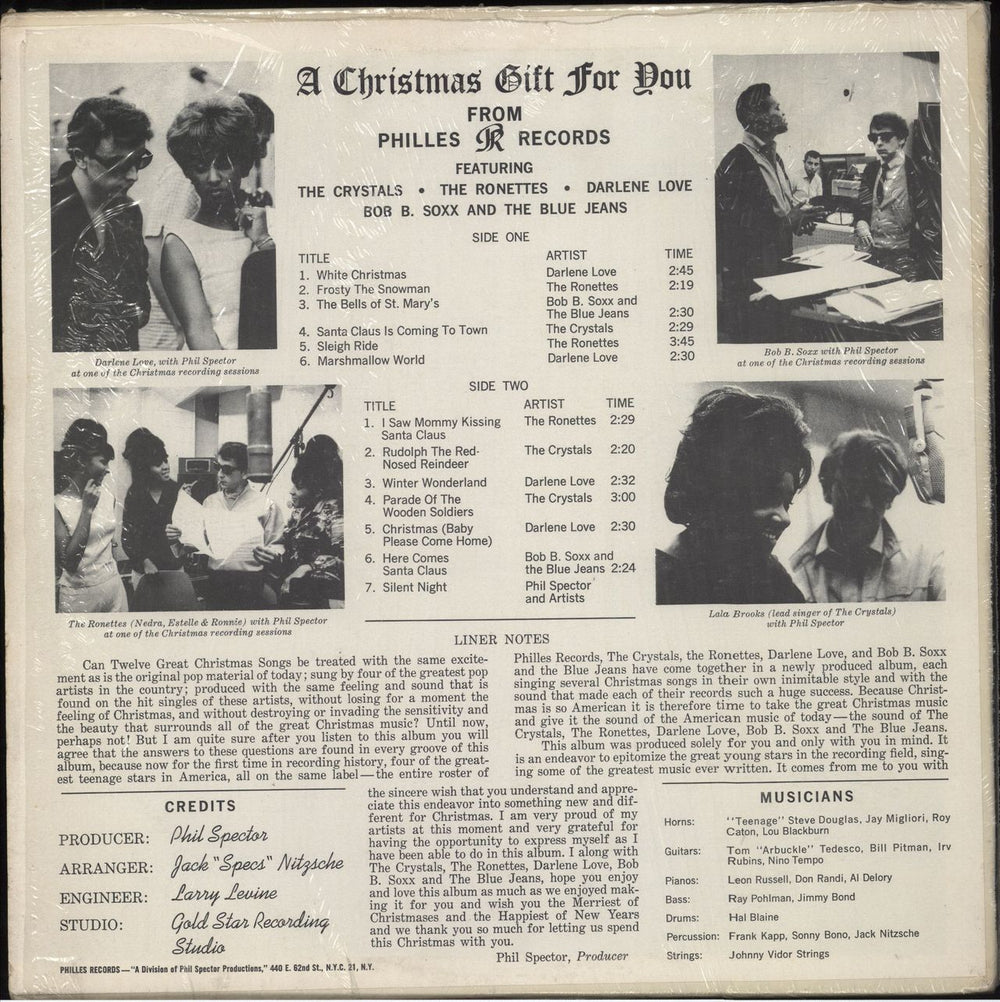 A Christmas Gift For You
FROM
PHILLES R RECORDS
FEATURING
THE CRYSTALS • THE RONETTES • DARLENE LOVE
BOB B. SOXX AND THE BLUE JEANS
Darlene Love, with Phil Spector
at one of the Christmas recording sessions
Bob B. Soxx with Phil Spector
at one of the Christmas recording sessions
SIDE ONE
TITLE ARTIST TIME
1. White Christmas Darlene Love 2:45
2. Frosty The Snowman The Ronettes 2:19
3. The Bells of St. Mary's Bob B. Soxx and
The Blue Jeans 2:30
4. Santa Claus Is Coming To Town The Crystals 2:29
5. Sleigh Ride The Ronettes 3:45
6. Marshmallow World Darlene Love 2:30
SIDE TWO
TITLE ARTIST TIME
1. I Saw Mommy Kissing The Ronettes 2:29
Santa Claus
2. Rudolph The Red- The Crystals 2:20
Nosed Reindeer
3. Winter Wonderland Darlene Love 2:32
4. Parade Of The The Crystals 3:00
Wooden Soldiers
5. Christmas (Baby Darlene Love 2:30
Please Come Home)
6. Here Comes Bob B. Soxx and
Santa Claus the Blue Jeans 2:24
7. Silent Night Phil Spector
and Artists
The Ronettes (Nedra, Estelle & Ronnie) with Phil Spector
at one of the Christmas recording sessions
Lala Brooks (lead singer of The Crystals)
with Phil Spector
LINER NOTES
Can Twelve Great Christmas Songs be treated with the same excite-
ment as is the original pop material of today; sung by four of the greatest pop
artists in the country; produced with the same feeling and sound that is
found on the hit singles of these artists, without losing for a moment the
feeling of Christmas, and without destroying or invading the sensitivity and
the beauty that surrounds all of the great Christmas music? Until now,
perhaps not! But I am quite sure after you listen to this album you will
agree that the answers to these questions are found in every groove of this
album, because now for the first time in recording history, four of the great-
est teenage stars in America, all on the same label—the entire roster of
Philles Records, The Crystals, the Ronettes, Darlene Love, and Bob B. Soxx
and the Blue Jeans have come together in a newly produced album, each
singing several Christmas songs in their own inimitable style and with the
sound that made each of their records such a huge success. Because Christ-
mas is so American it is therefore time to take the great Christmas music
and give it the sound of the American music of today—the sound of The
Crystals, The Ronettes, Darlene Love, Bob B. Soxx and The Blue Jeans.
This album was produced solely for you and only with you in mind. It
is an endeavor to epitomize the great young stars in the recording field, sing-
ing some of the greatest music ever written. It comes from me to you with
the sincere wish that you understand and appre-
ciate this endeavor into something new and dif-
ferent for Christmas. I am very proud of my
artists at this moment and very grateful for
having the opportunity to express myself as I
have been able to do in this album. I along with
The Crystals, The Ronettes, Darlene Love, Bob
B. Soxx and The Blue Jeans, hope you enjoy
and love this album as much as we enjoyed mak-
ing it for you and wish you the Merriest of
Christmases and the Happiest of New Years
and we thank you so much for letting us spend
this Christmas with you.
Phil Spector, Producer
CREDITS
PRODUCER: Phil Spector
ARRANGER: Jack "Specs" Nitzsche
ENGINEER: Larry Levine
STUDIO: Gold Star Recording
Studio
PHILLES RECORDS—"A Division of Phil Spector Productions," 440 E. 62nd St., N.Y.C. 21, N.Y.
MUSICIANS
Horns: "Teenage" Steve Douglas, Jay Migliori, Roy
Caton, Lou Blackburn
Guitars: Tom "Arbuckle" Tedesco, Bill Pitman, Irv
Rubins, Nino Tempo
Pianos: Leon Russell, Don Randi, Al Delory
Bass: Ray Pohlman, Jimmy Bond
Drums: Hal Blaine
Percussion: Frank Kapp, Sonny Bono, Jack Nitzsche
Strings: Johnny Vidor Strings